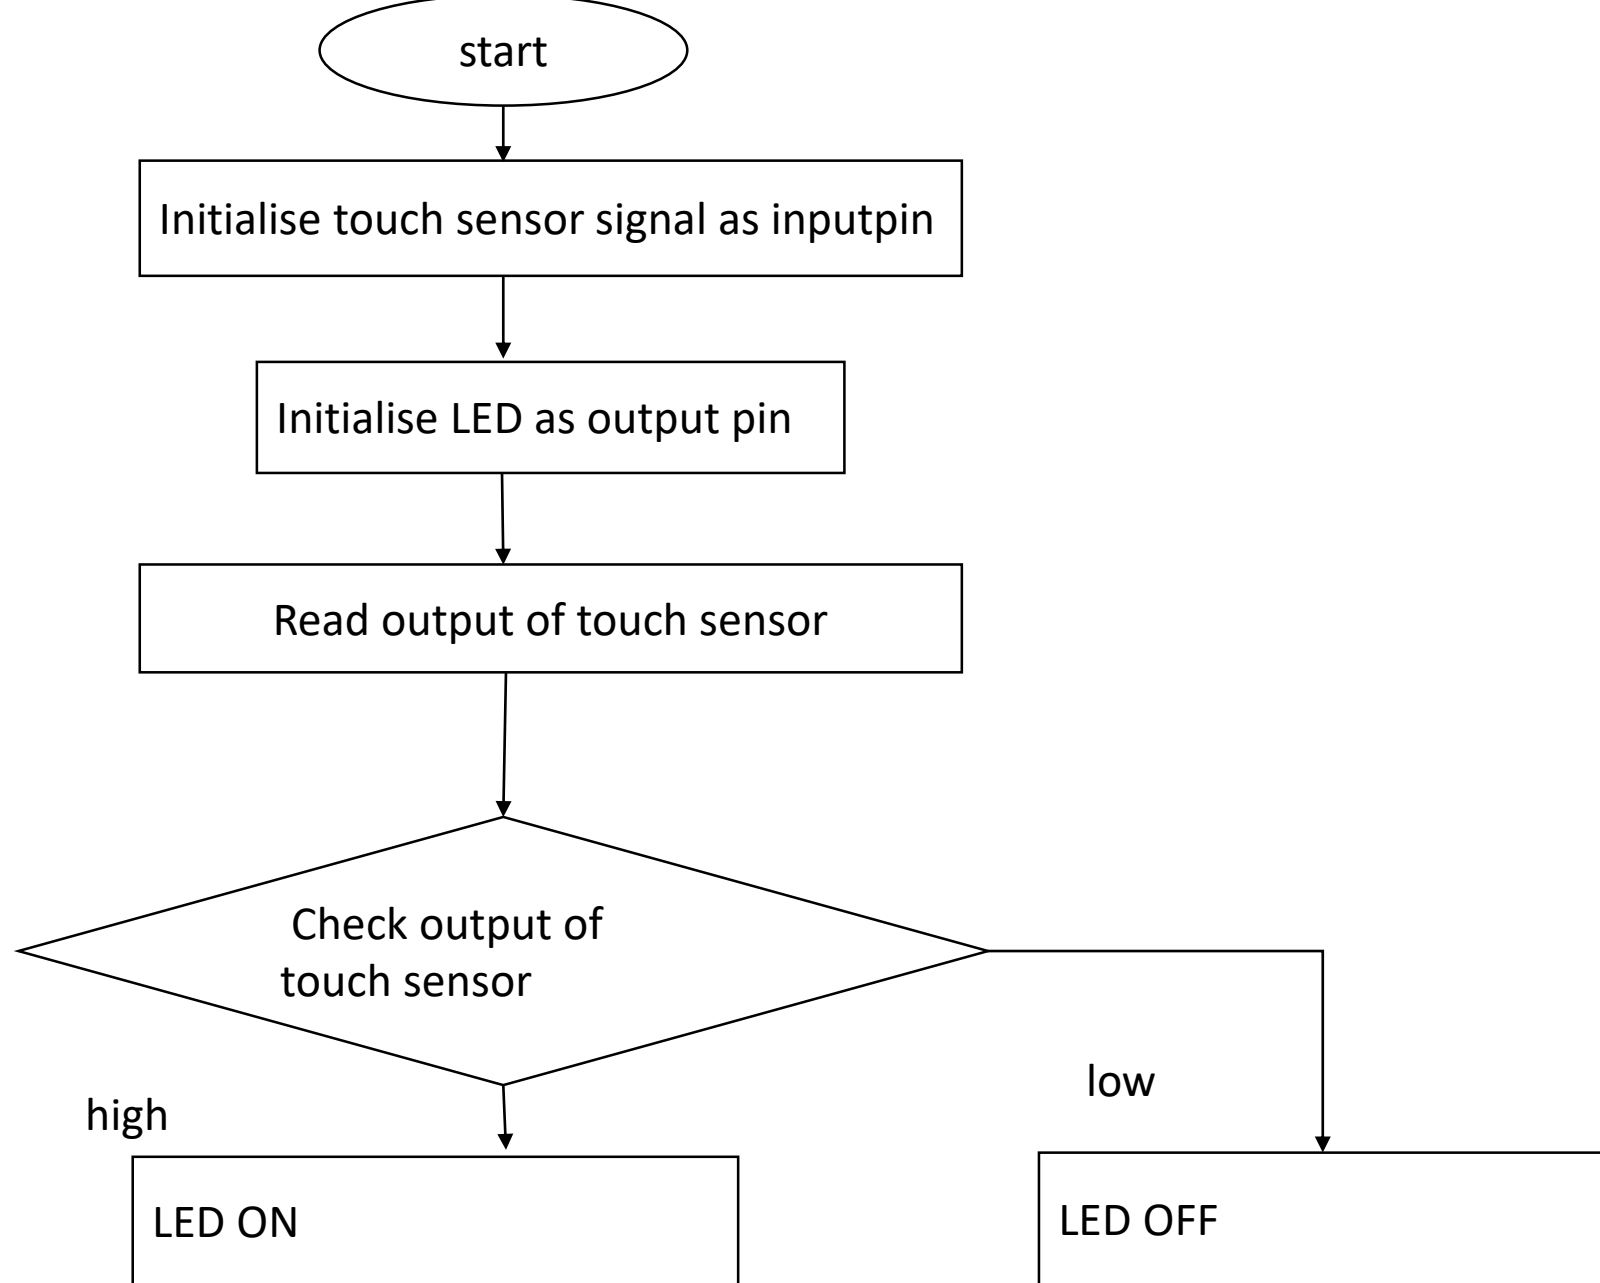 start
Initialise touch sensor signal as inputpin
Initialise LED as output pin
Read output of touch sensor
Check output of
touch sensor
low
high
LED ON
LED OFF